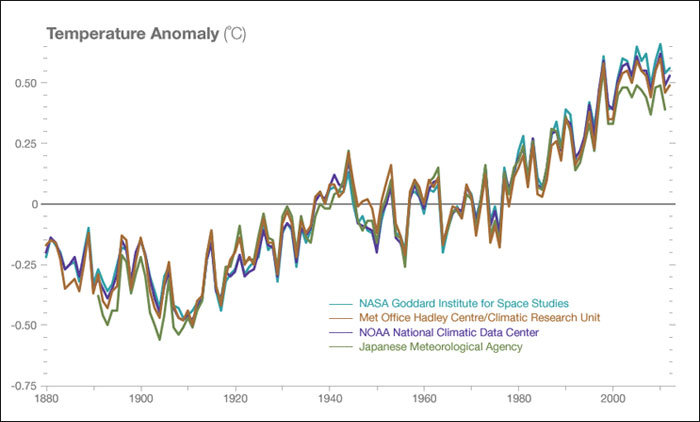 Temperature Anomaly (°C)
0.50
0.25
0
-0.25
-0.50
-0.75
NASA Goddard Institute for Space Studies
Met Office Hadley Centre/Climatic Research Unit
NOAA National Climatic Data Center
Japanese Meteorological Agency
1880 1900 1920 1940 1960 1980 2000